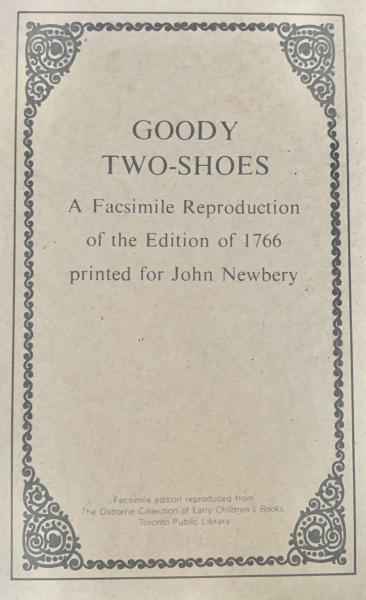 GOODY
TWO-SHOES
A Facsimile Reproduction
of the Edition of 1766
printed for John Newbery
Facsimile edition reproduced from
The Osborne Collection of Early Children's Books
Toronto Public Library